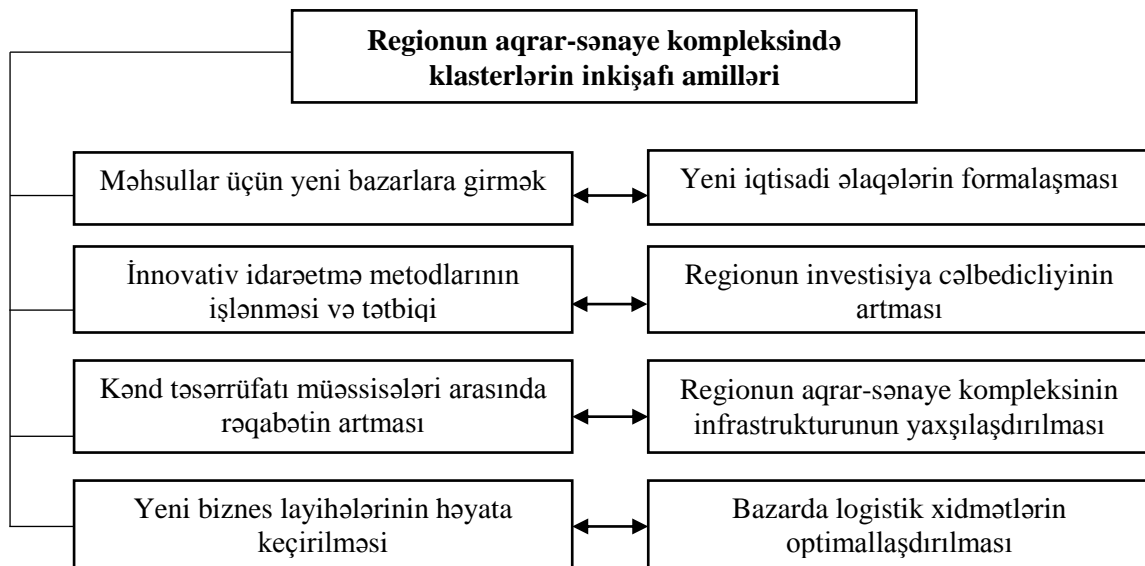 Regionun aqrar-sənaye kompleksində
klasterlərin inkişafı amilləri
Məhsullar üçün yeni bazarlara girmək
Yeni iqtisadi əlaqələrin formalaşması
İnnovativ idarəetmə metodlarının
işlənməsi və tətbiqi
Regionun investisiya cəlbedicliyinin
artması
Kənd təsərrüfatı müəssisələri arasında
rəqabətin artması
Regionun aqrar-sənaye kompleksinin
infrastrukturunun yaxşılaşdırılması
Yeni biznes layihələrinin həyata
keçirilməsi
Bazarda logistik xidmətlərin
optimallaşdırılması